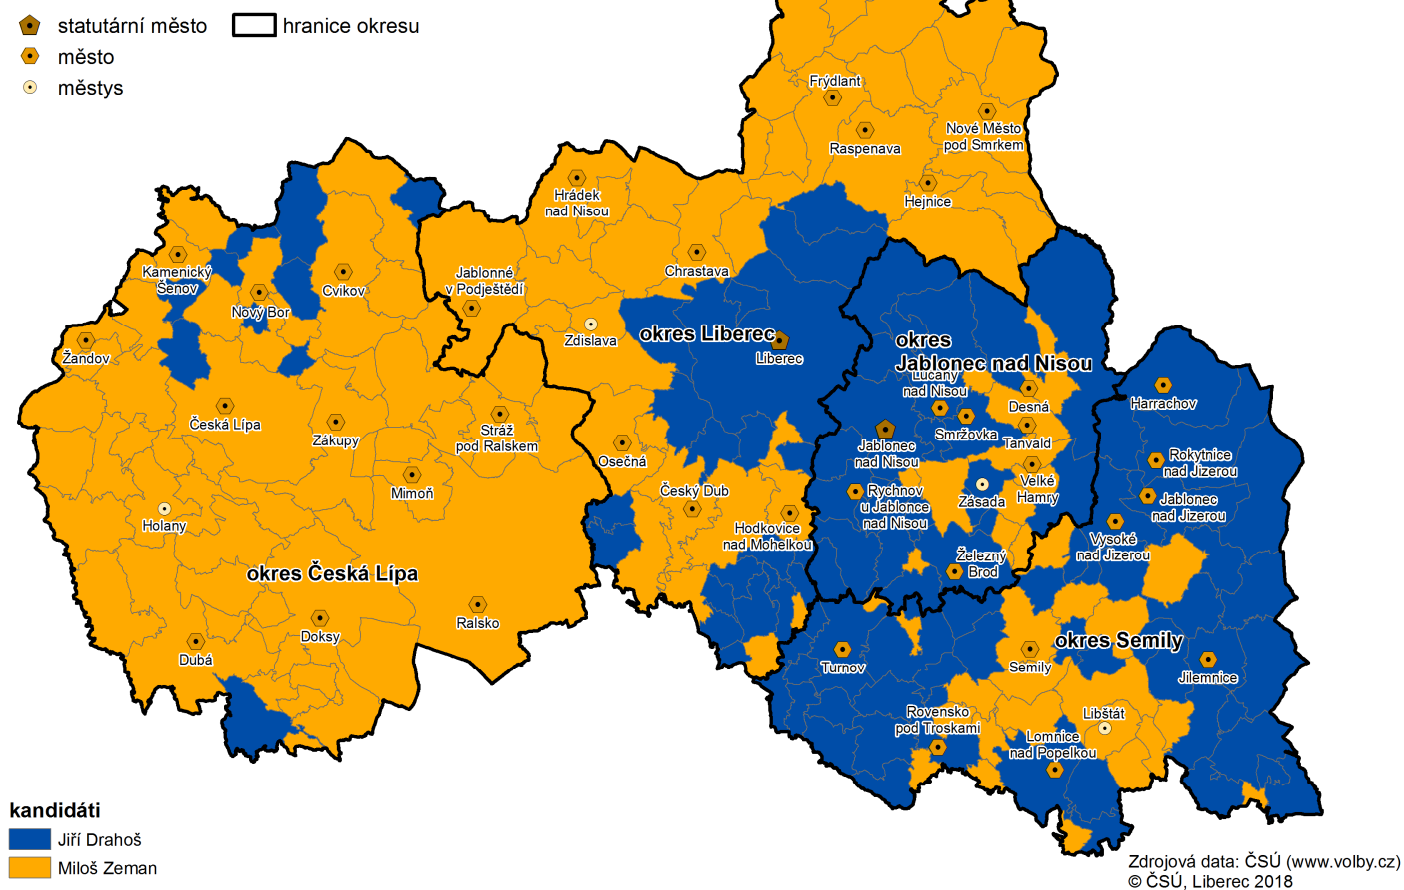 statutární město
hranice okresu
město
městys
Frýdlant
Nové Město
pod Smrkem
Raspenava
Hejnice
Hrádek
nad Nisou
Chrastava
Kamenický
Šenov
Cvikov
Nový Bor
Jablonné
v Podještědí
Zdislava
Žandov
okres Liberec
Liberec
okres
Jablonec nad Nisou
Lučany
nad Nisou
Desná
Harrachov
Smržovka
Tanvald
Jablonec
nad Nisou
Česká Lípa
Zákupy
Stráž
pod Ralskem
Osečná
Rokytnice
nad Jizerou
Mimoň
Český Dub
Velké
Hamry
Zásada
Rychnov
u Jablonce
nad Nisou
Jablonec
nad Jizerou
Holany
Hodkovice
nad Mohelkou
Vysoké
nad Jizerou
Železný
Brod
okres Česká Lípa
Ralsko
Doksy
Dubá
okres Semily
Turnov
Semily
Jilemnice
Rovensko
pod Troskami
Libštát
Lomnice
nad Popelkou
kandidáti
Jiří Drahoš
Miloš Zeman
Zdrojová data: ČSÚ (www.volby.cz)
© ČSÚ, Liberec 2018